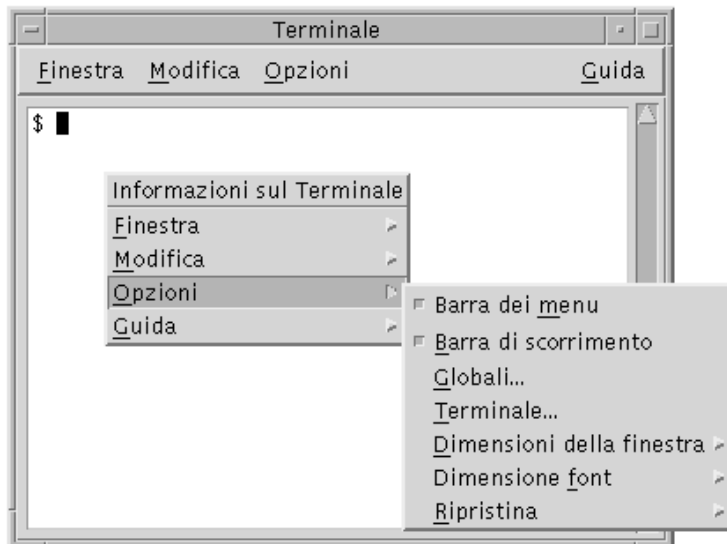 Terminale
Finestra Modifica Opzioni Guida
$
Informazioni sul Terminale
Finestra
Modifica
Opzioni
Guida
Barra dei menu
Barra di scorrimento
Globali...
Terminale...
Dimensioni della finestra
Dimensione font
Ripristina